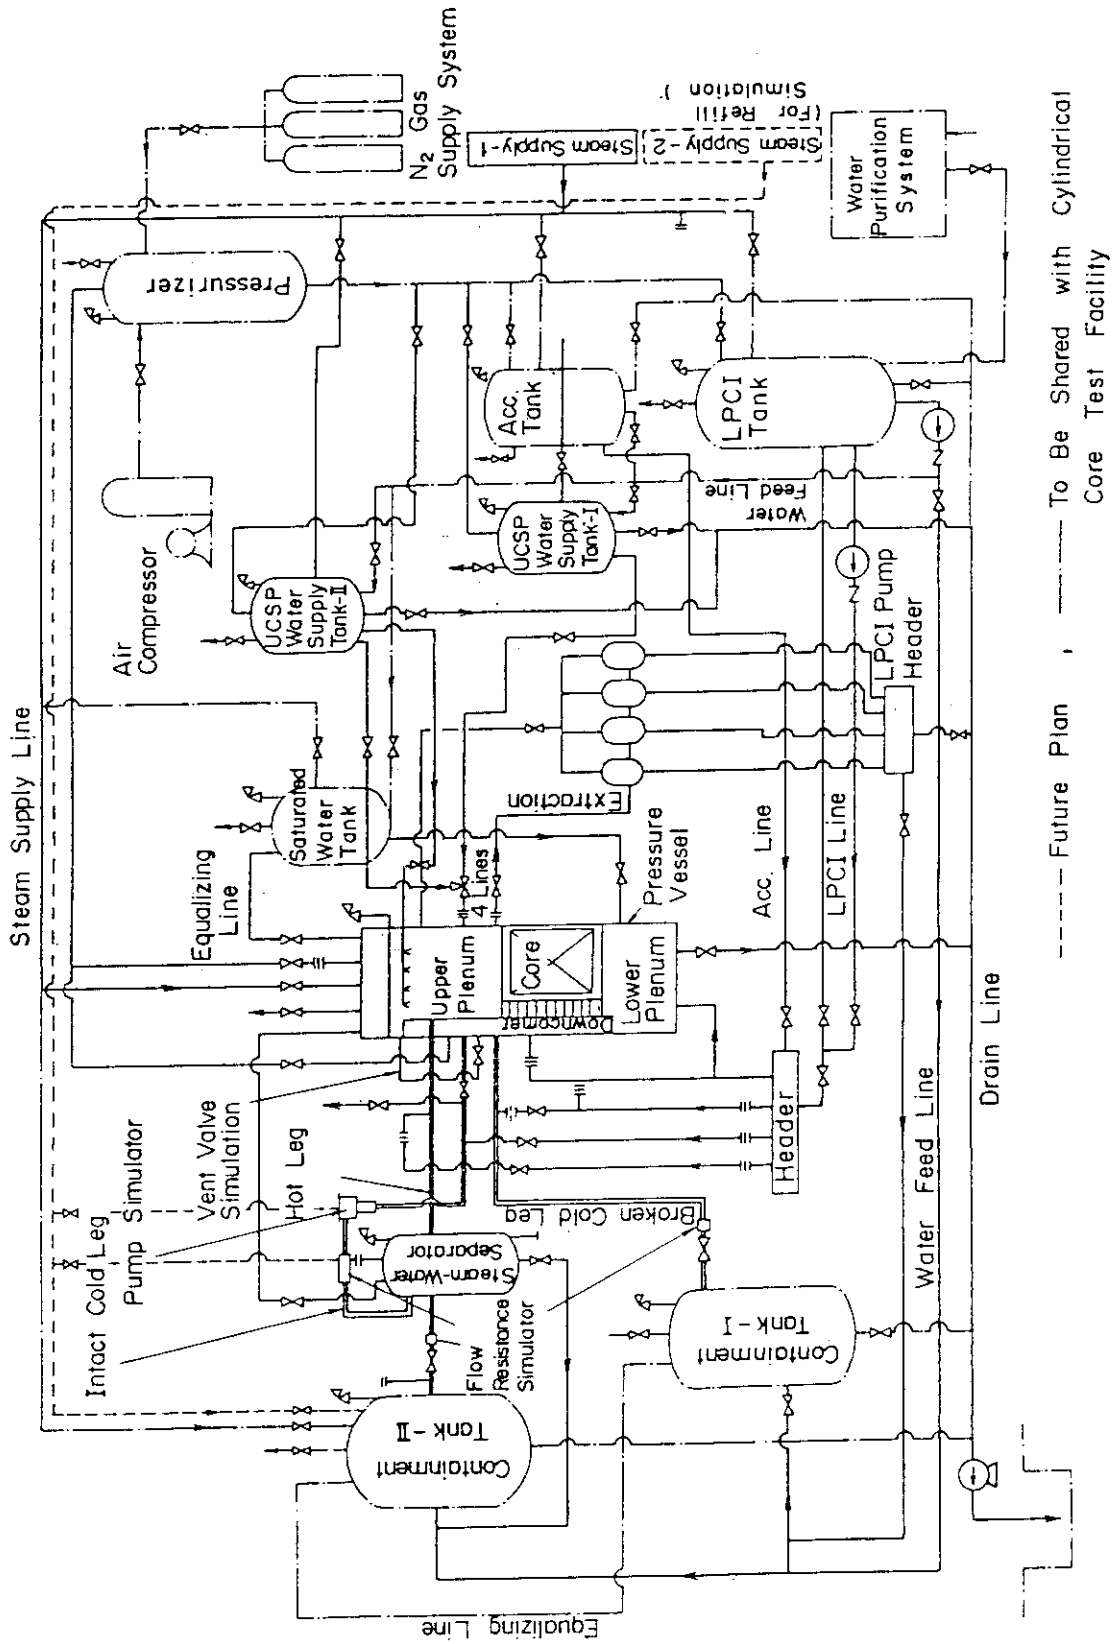 Steam Supply Line
Equalizing
Line
Air
Compressor
Pressurizer
N2 Gas
Supply System
Steam Supply-1
Steam Supply-2
(For Refill
Simulation)
Water
Purification
System
Saturated
Water
Tank
UCSP
Water
Supply
Tank-II
UCSP
Water
Supply
Tank-I
Acc.
Tank
LPCI
Tank
Water
Feed Line
Intact Cold Leg
Pump Simulator
Vent Valve
Simulation
Hot Leg
Upper
Plenum
Core
Downcomer
Lower
Plenum
4 Lines
Pressure
Vessel
Extraction
LPCI Pump
Header
Acc. Line
LPCI Line
Header
Steam-Water
Separator
Flow
Resistance
Simulator
Broken Cold Leg
Containment
Tank-II
Containment
Tank-I
Equalizing Line
Water Feed Line
Drain Line
Future Plan , To Be Shared with Cylindrical
Core Test Facility